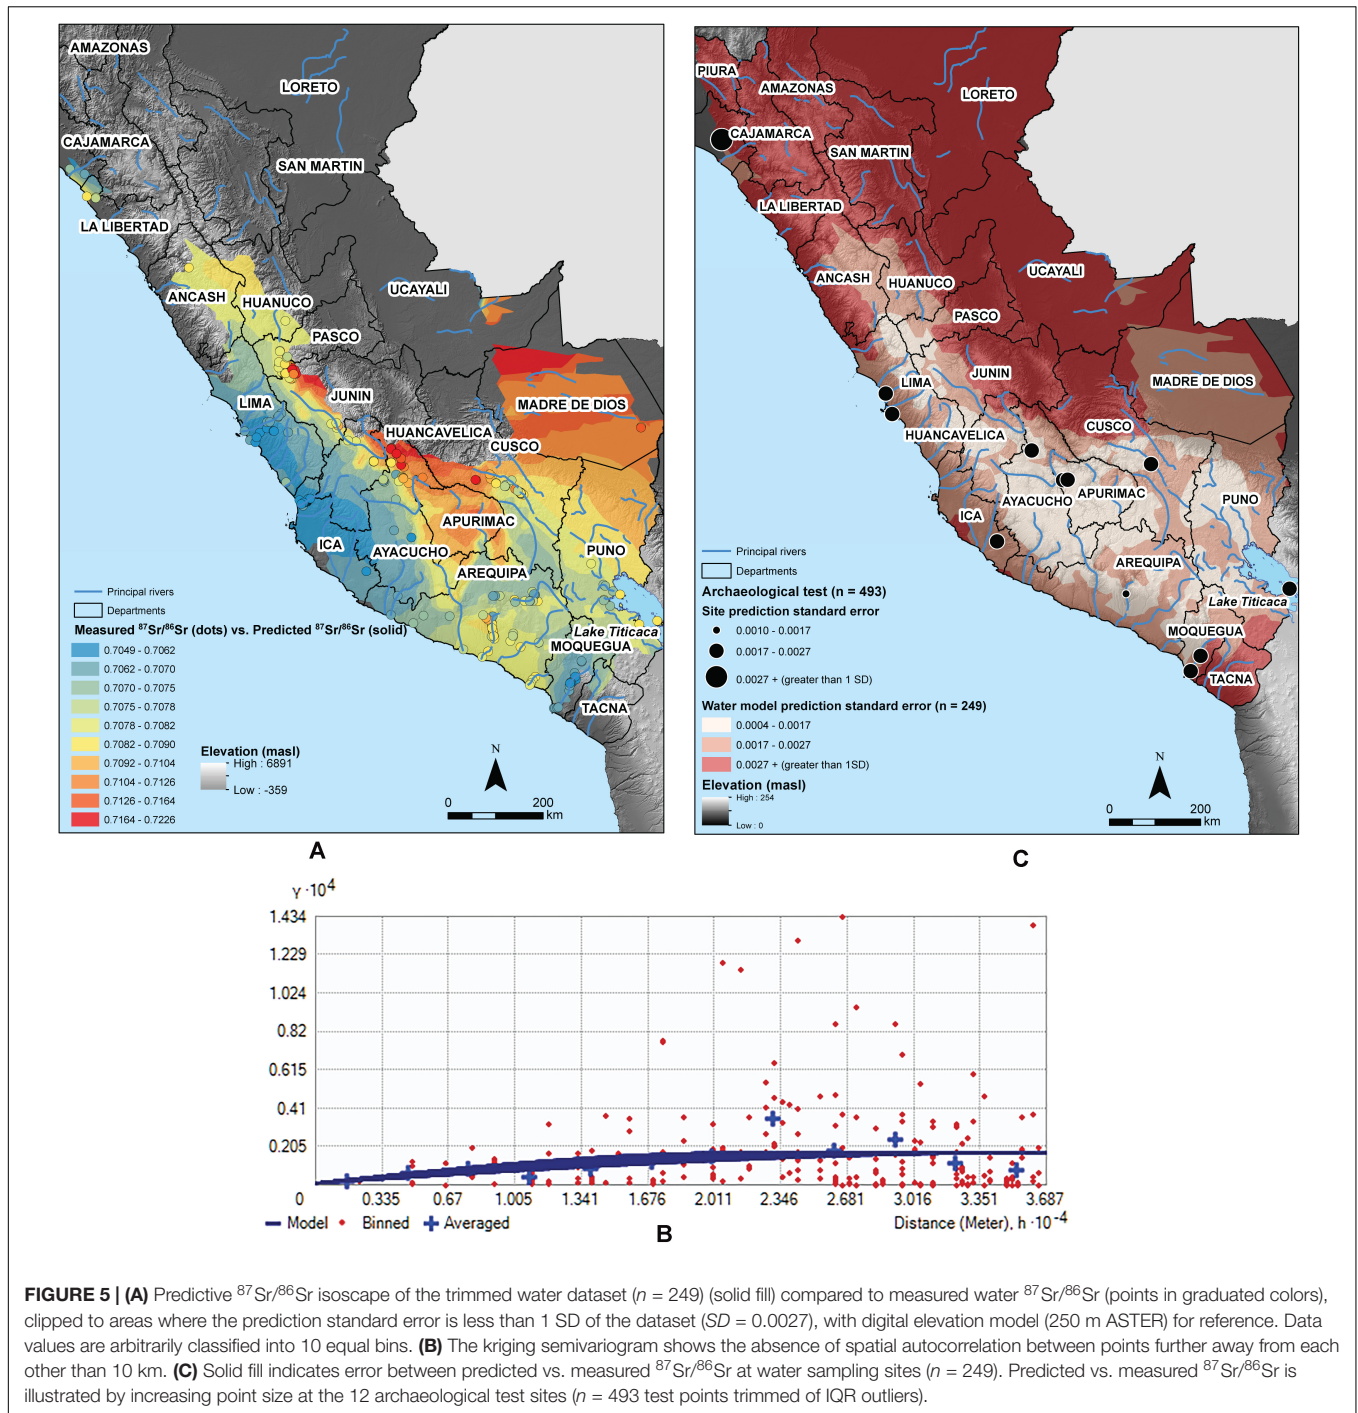 AMAZONAS
LORETO
CAJAMARCA
SAN MARTIN
LA LIBERTAD
ANCASH
HUANUCO
UCAYALI
PASCO
JUNIN
LIMA
MADRE DE DIOS
HUANCAVELICA
CUSCO
APURIMAC
ICA
AYACUCHO
PUNO
AREQUIPA
Lake Titicaca
MOQUEGUA
TACNA
Principal rivers
Departments
Measured ⁸⁷Sr/⁸⁶Sr (dots) vs. Predicted ⁸⁷Sr/⁸⁶Sr (solid)
0.7049 - 0.7062
0.7062 - 0.7070
0.7070 - 0.7075
0.7075 - 0.7078
0.7078 - 0.7082
0.7082 - 0.7090
0.7092 - 0.7104
0.7104 - 0.7126
0.7126 - 0.7164
0.7164 - 0.7226
Elevation (masl)
High : 6891
Low : -359
N
0 200
km
A
PIURA
AMAZONAS
LORETO
CAJAMARCA
SAN MARTIN
LA LIBERTAD
ANCASH
HUANUCO
UCAYALI
PASCO
JUNIN
LIMA
MADRE DE DIOS
HUANCAVELICA
CUSCO
AYACUCHO
APURIMAC
PUNO
ICA
AREQUIPA
Lake Titicaca
MOQUEGUA
TACNA
Principal rivers
Departments
Archaeological test (n = 493)
Site prediction standard error
0.0010 - 0.0017
0.0017 - 0.0027
0.0027 + (greater than 1 SD)
Water model prediction standard error (n = 249)
0.0004 - 0.0017
0.0017 - 0.0027
0.0027 + (greater than 1SD)
Elevation (masl)
High : 254
Low : 0
N
0 200
km
C
γ ·10⁴
1.434
1.229
1.024
0.82
0.615
0.41
0.205
0 0.335 0.67 1.005 1.341 1.676 2.011 2.346 2.681 3.016 3.351 3.687
Model Binned Averaged Distance (Meter), h ·10⁻⁴
B
FIGURE 5 | (A) Predictive ⁸⁷Sr/⁸⁶Sr isoscape of the trimmed water dataset (n = 249) (solid fill) compared to measured water ⁸⁷Sr/⁸⁶Sr (points in graduated colors),
clipped to areas where the prediction standard error is less than 1 SD of the dataset (SD = 0.0027), with digital elevation model (250 m ASTER) for reference. Data
values are arbitrarily classified into 10 equal bins. (B) The kriging semivariogram shows the absence of spatial autocorrelation between points further away from each
other than 10 km. (C) Solid fill indicates error between predicted vs. measured ⁸⁷Sr/⁸⁶Sr at water sampling sites (n = 249). Predicted vs. measured ⁸⁷Sr/⁸⁶Sr is
illustrated by increasing point size at the 12 archaeological test sites (n = 493 test points trimmed of IQR outliers).